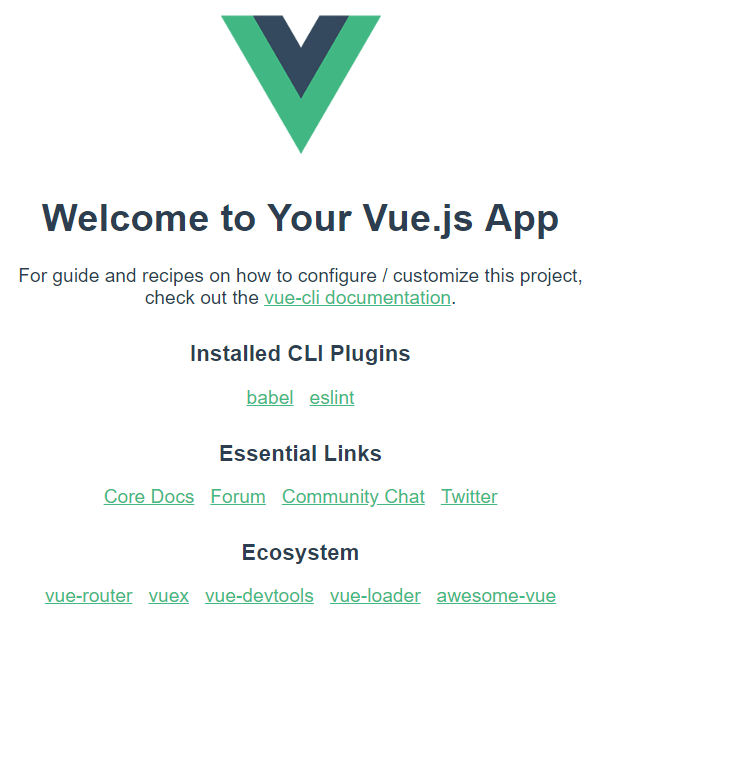 Welcome to Your Vue.js App
For guide and recipes on how to configure / customize this project,
check out the vue-cli documentation.
Installed CLI Plugins
babel eslint
Essential Links
Core Docs Forum Community Chat Twitter
Ecosystem
vue-router vuex vue-devtools vue-loader awesome-vue